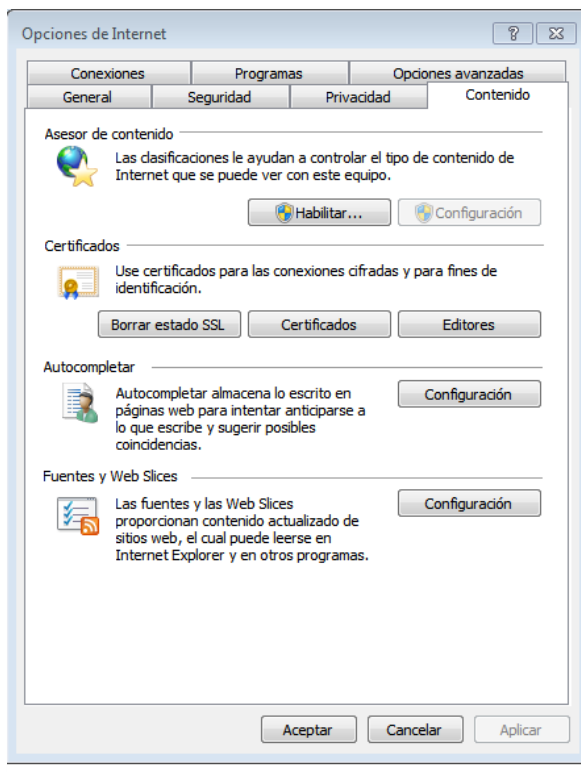 Opciones de Internet
Conexiones Programas Opciones avanzadas
General Seguridad Privacidad Contenido
Asesor de contenido
Las clasificaciones le ayudan a controlar el tipo de contenido de
Internet que se puede ver con este equipo.
Habilitar... Configuración
Certificados
Use certificados para las conexiones cifradas y para fines de
identificación.
Borrar estado SSL Certificados Editores
Autocompletar
Autocompletar almacena lo escrito en
páginas web para intentar anticiparse a
lo que escribe y sugerir posibles
coincidencias.
Configuración
Fuentes y Web Slices
Las fuentes y las Web Slices
proporcionan contenido actualizado de
sitios web, el cual puede leerse en
Internet Explorer y en otros programas.
Configuración
Aceptar Cancelar Aplicar